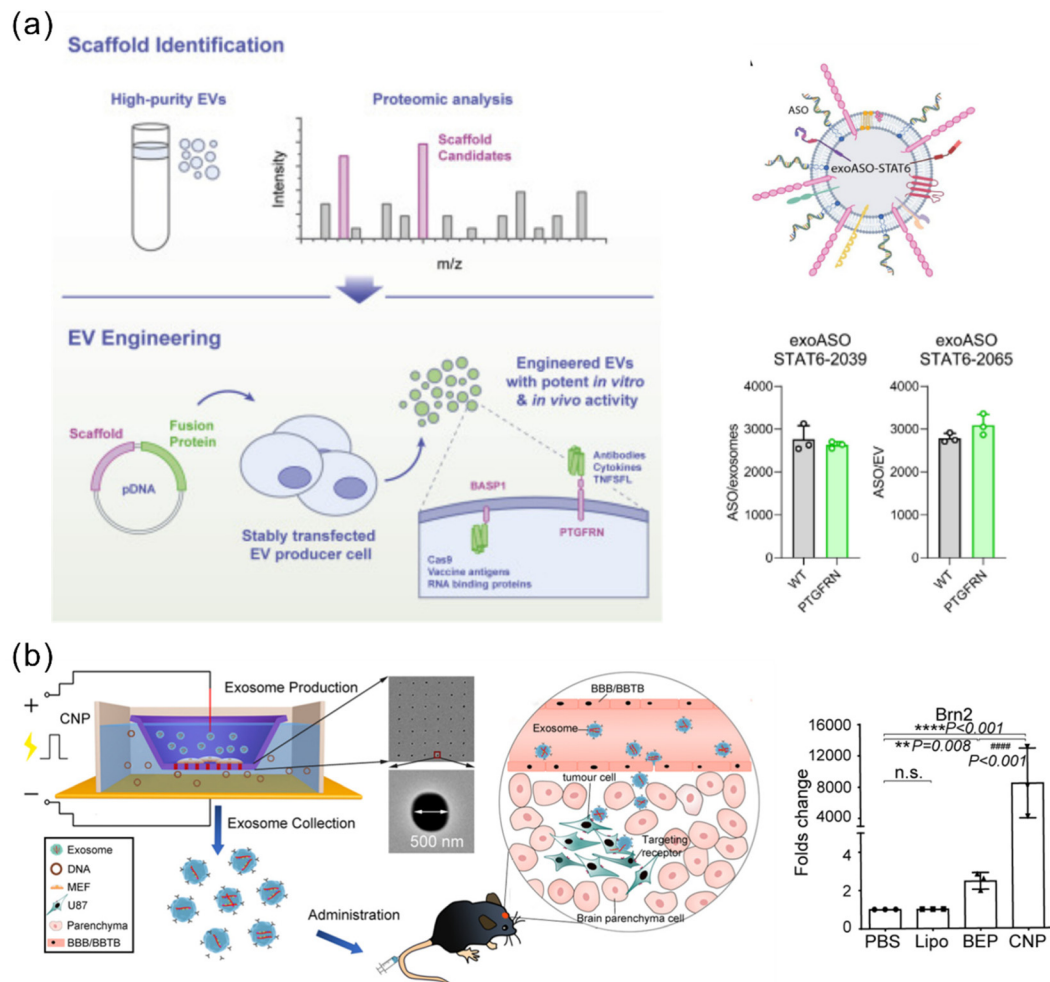 (a)
Scaffold Identification
High-purity EVs
Proteomic analysis
Scaffold
Candidates
Intensity
m/z
EV Engineering
Scaffold
Fusion
Protein
pDNA
Stably transfected
EV producer cell
Engineered EVs
with potent in vitro
& in vivo activity
BASP1
Antibodies
Cytokines
TNFSFL
PTGFRN
Cas9
Vaccine antigens
RNA binding proteins
ASO
exoASO-STAT6
exoASO
STAT6-2039
4000
3000
2000
1000
0
ASO/exosomes
WT
PTGFRN
exoASO
STAT6-2065
4000
3000
2000
1000
0
ASO/EV
WT
PTGFRN
(b)
+
CNP
−
Exosome Production
500 nm
Exosome Collection
Exosome
DNA
MEF
U87
Parenchyma
BBB/BBTB
Administration
BBB/BBTB
Exosome
tumour cell
Targeting
receptor
Brain parenchyma cell
Brn2
16000
12000
8000
4000
4
2
0
Folds change
****P<0.001
**P=0.008
####
P<0.001
n.s.
PBS
Lipo
BEP
CNP